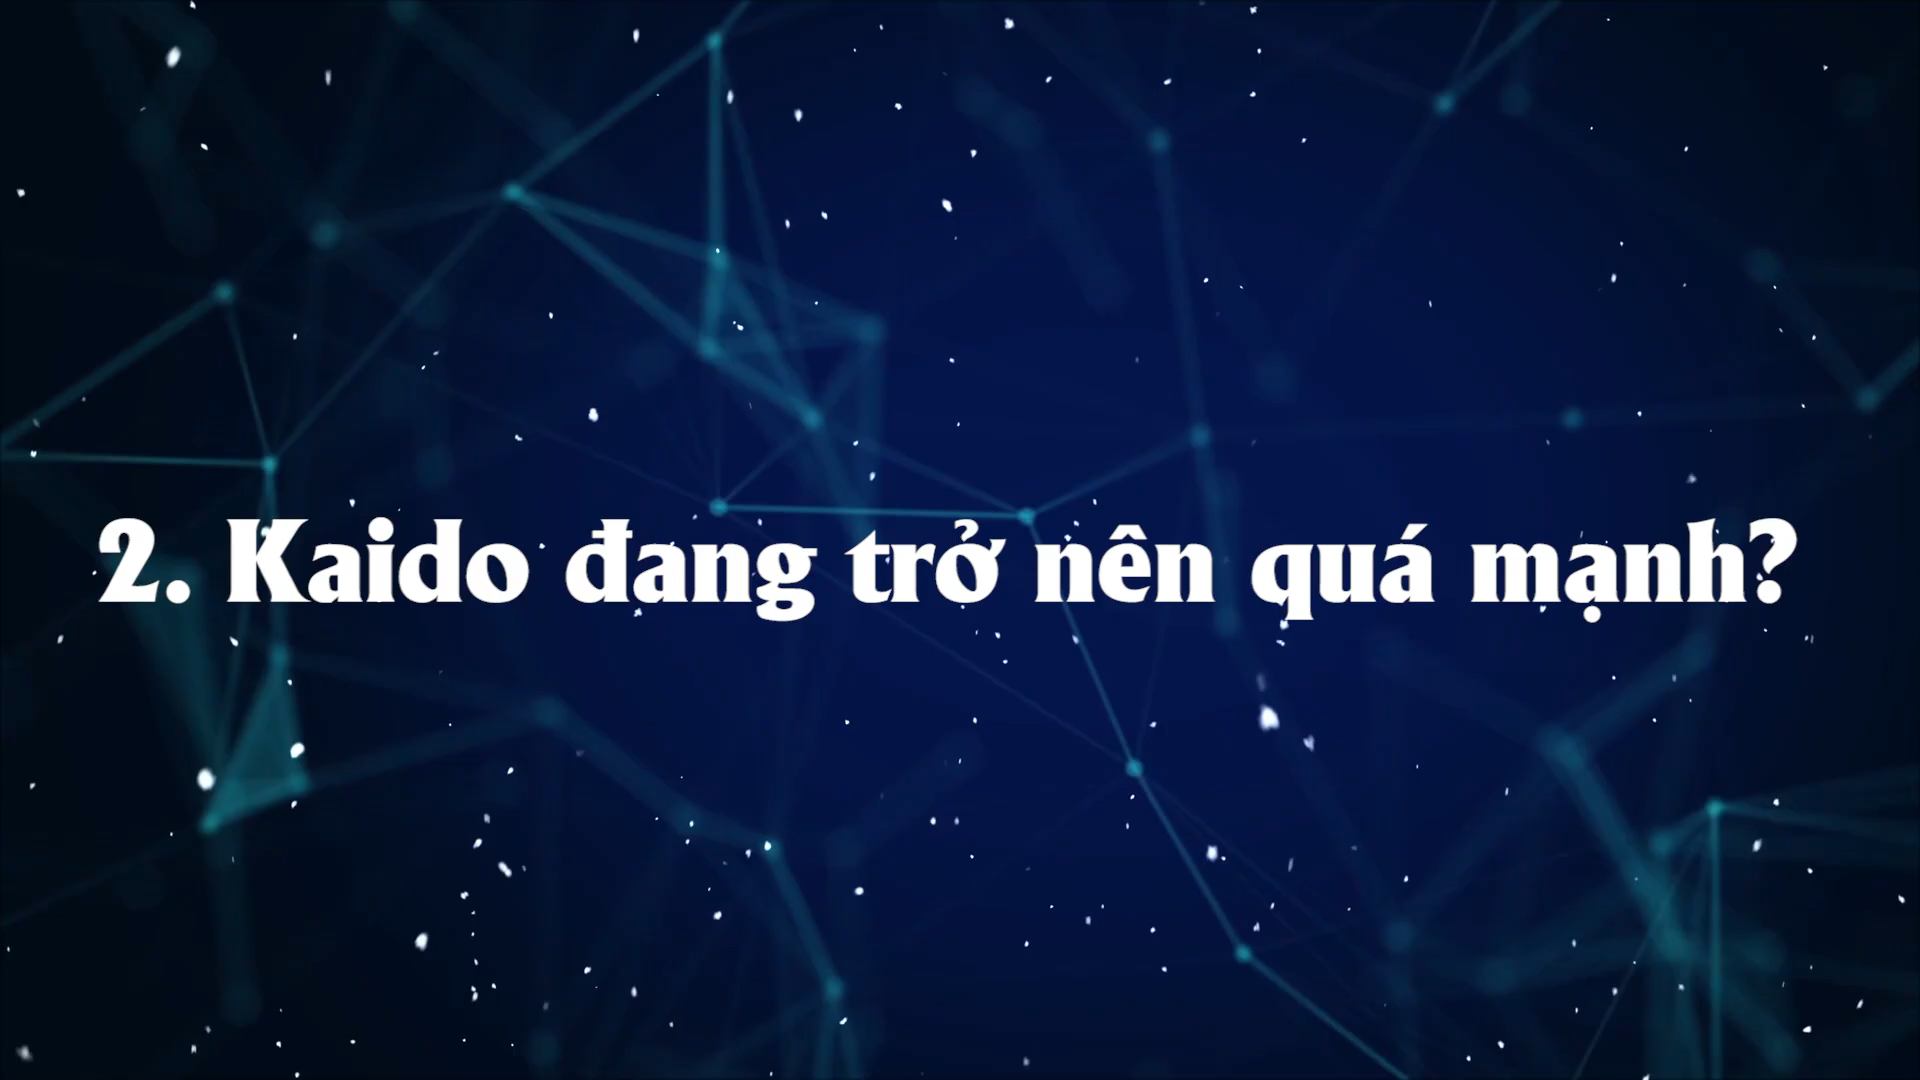 2. Kaido đang trở nên quá mạnh?